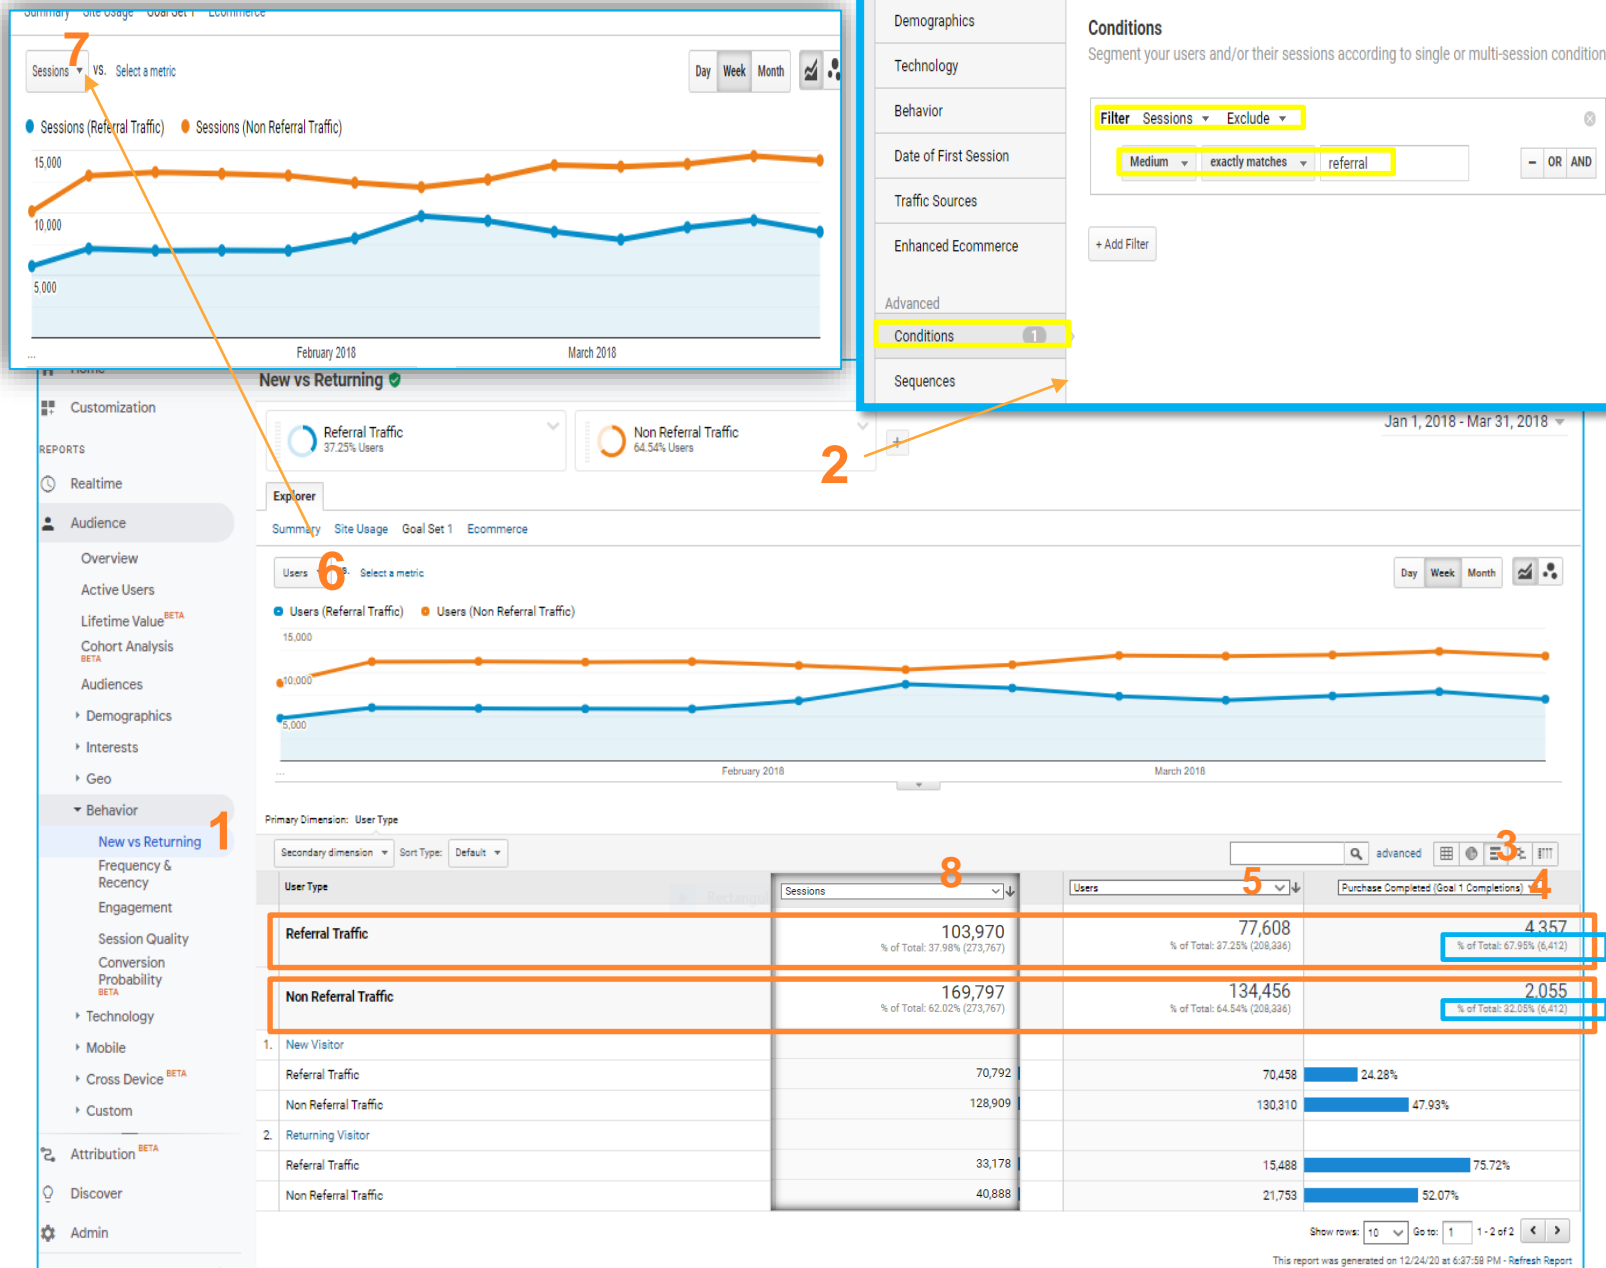 Summary Site Usage Goal Set 1 Ecommerce
7
Sessions VS. Select a metric
Day Week Month
Sessions (Referral Traffic) Sessions (Non Referral Traffic)
15,000
10,000
5,000
...
February 2018 March 2018
Demographics
Technology
Behavior
Date of First Session
Traffic Sources
Enhanced Ecommerce
Advanced
Conditions 1
Sequences
Conditions
Segment your users and/or their sessions according to single or multi-session condition
Filter Sessions Exclude
Medium exactly matches referral
– OR AND
+ Add Filter
2
Home
Customization
REPORTS
Realtime
Audience
Overview
Active Users
Lifetime Value BETA
Cohort Analysis
BETA
Audiences
Demographics
Interests
Geo
Behavior
1
New vs Returning
Frequency &
Recency
Engagement
Session Quality
Conversion
Probability
BETA
Technology
Mobile
Cross Device BETA
Custom
Attribution BETA
Discover
Admin
New vs Returning
Jan 1, 2018 - Mar 31, 2018
Referral Traffic
37.25% Users
Non Referral Traffic
64.54% Users
+
Explorer
Summary Site Usage Goal Set 1 Ecommerce
Users 6 Select a metric
Day Week Month
Users (Referral Traffic) Users (Non Referral Traffic)
15,000
10,000
5,000
...
February 2018 March 2018
Primary Dimension: User Type
Secondary dimension Sort Type: Default
advanced
3
User Type
Sessions 8
Users 5
Purchase Completed (Goal 1 Completions) 4
Referral Traffic 103,970 77,608 4,357
% of Total: 37.98% (273,767) % of Total: 37.25% (208,336) % of Total: 67.95% (6,412)
Non Referral Traffic 169,797 134,456 2,055
% of Total: 62.02% (273,767) % of Total: 64.54% (208,336) % of Total: 32.05% (6,412)
1. New Visitor
Referral Traffic 70,792 70,458 24.28%
Non Referral Traffic 128,909 130,310 47.93%
2. Returning Visitor
Referral Traffic 33,178 15,488 75.72%
Non Referral Traffic 40,888 21,753 52.07%
Show rows: 10 Go to: 1 1 - 2 of 2
This report was generated on 12/24/20 at 6:37:58 PM - Refresh Report